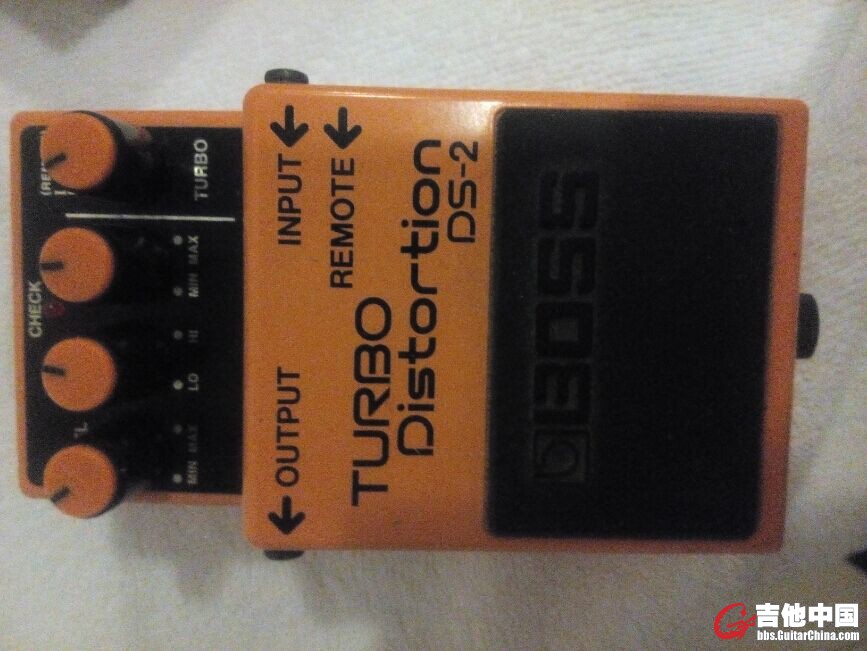 CHECK
TURBO
MIN MAX
LO HI
MIN MAX
INPUT
REMOTE
OUTPUT
TURBO
Distortion
DS-2
BOSS
吉他中国
bbs.GuitarChina.com